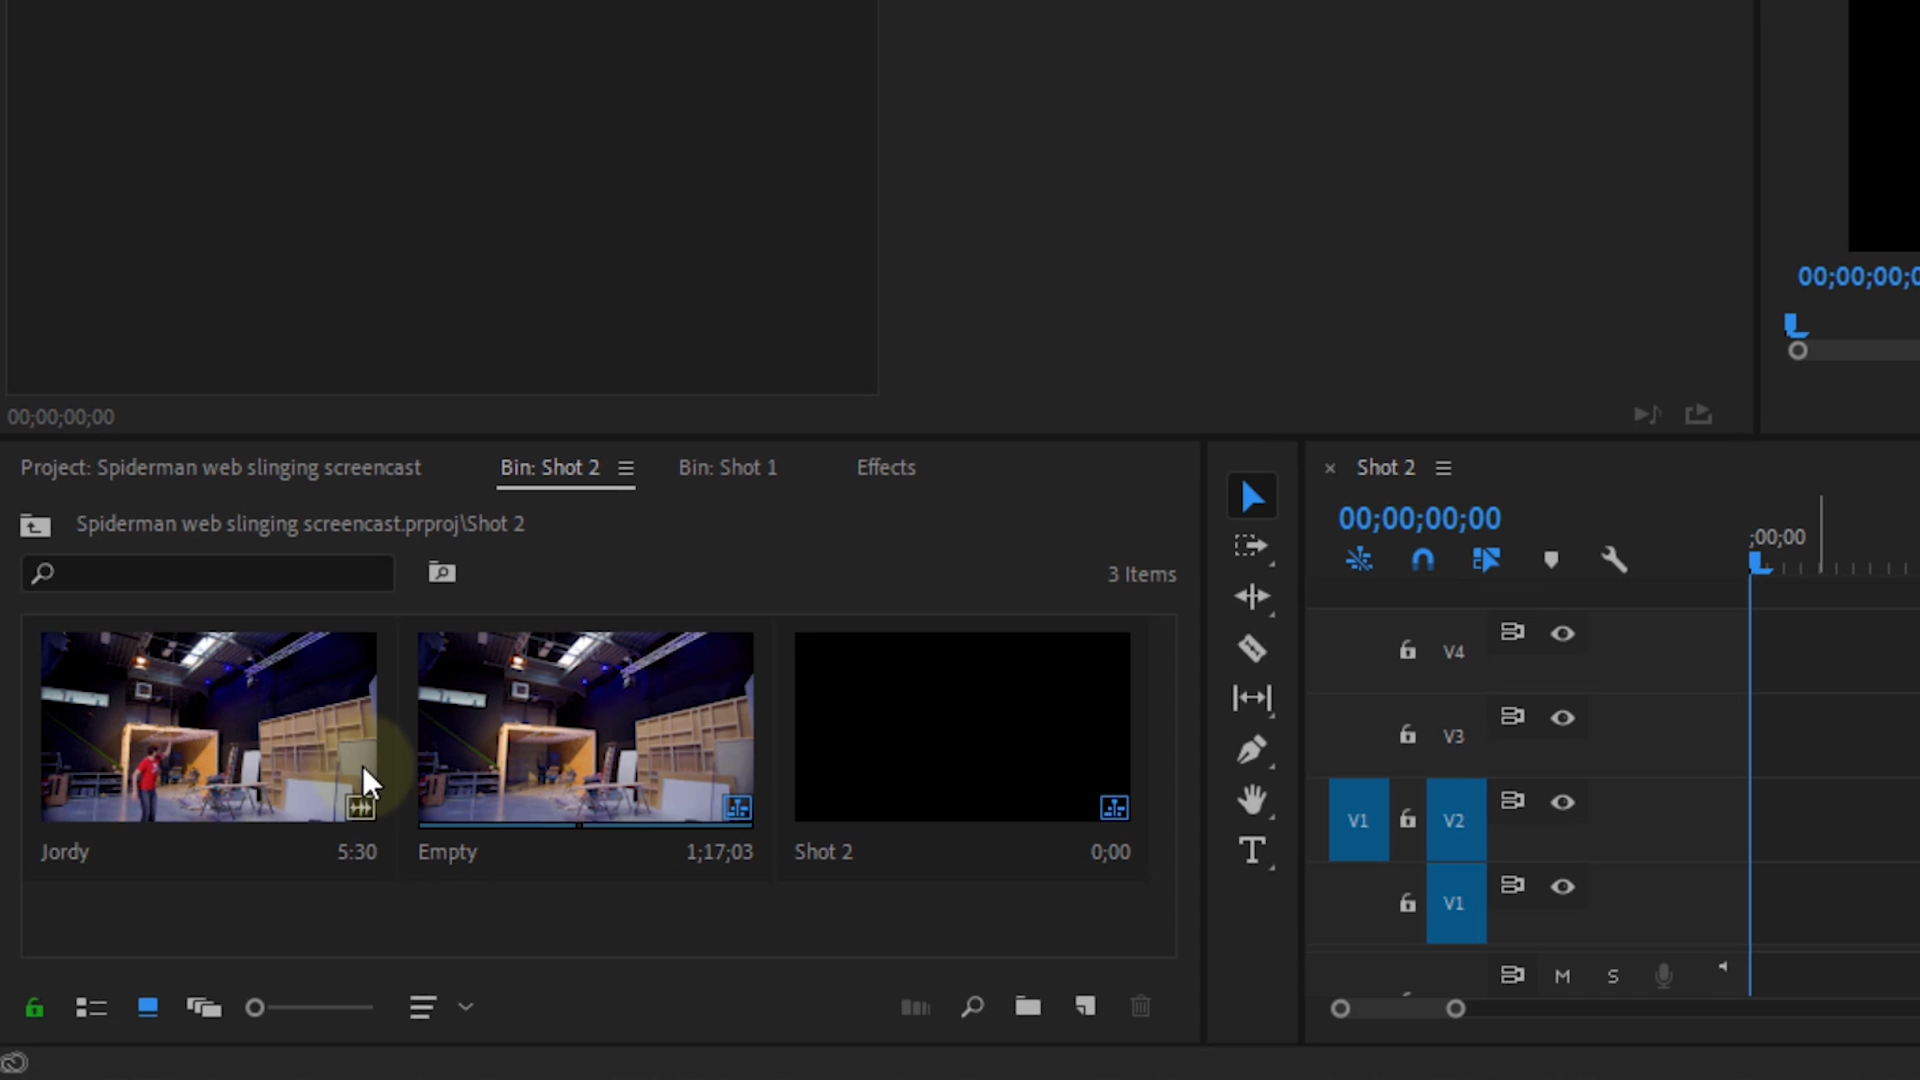 00;00;00;0
00;00;00;00
Project: Spiderman web slinging screencast
Bin: Shot 2
Bin: Shot 1
Effects
Spiderman web slinging screencast.prproj\Shot 2
3 Items
Jordy
5:30
Empty
1;17;03
Shot 2
0;00
T
× Shot 2
00;00;00;00
;00;00
V4
V3
V1
V2
V1
M
S